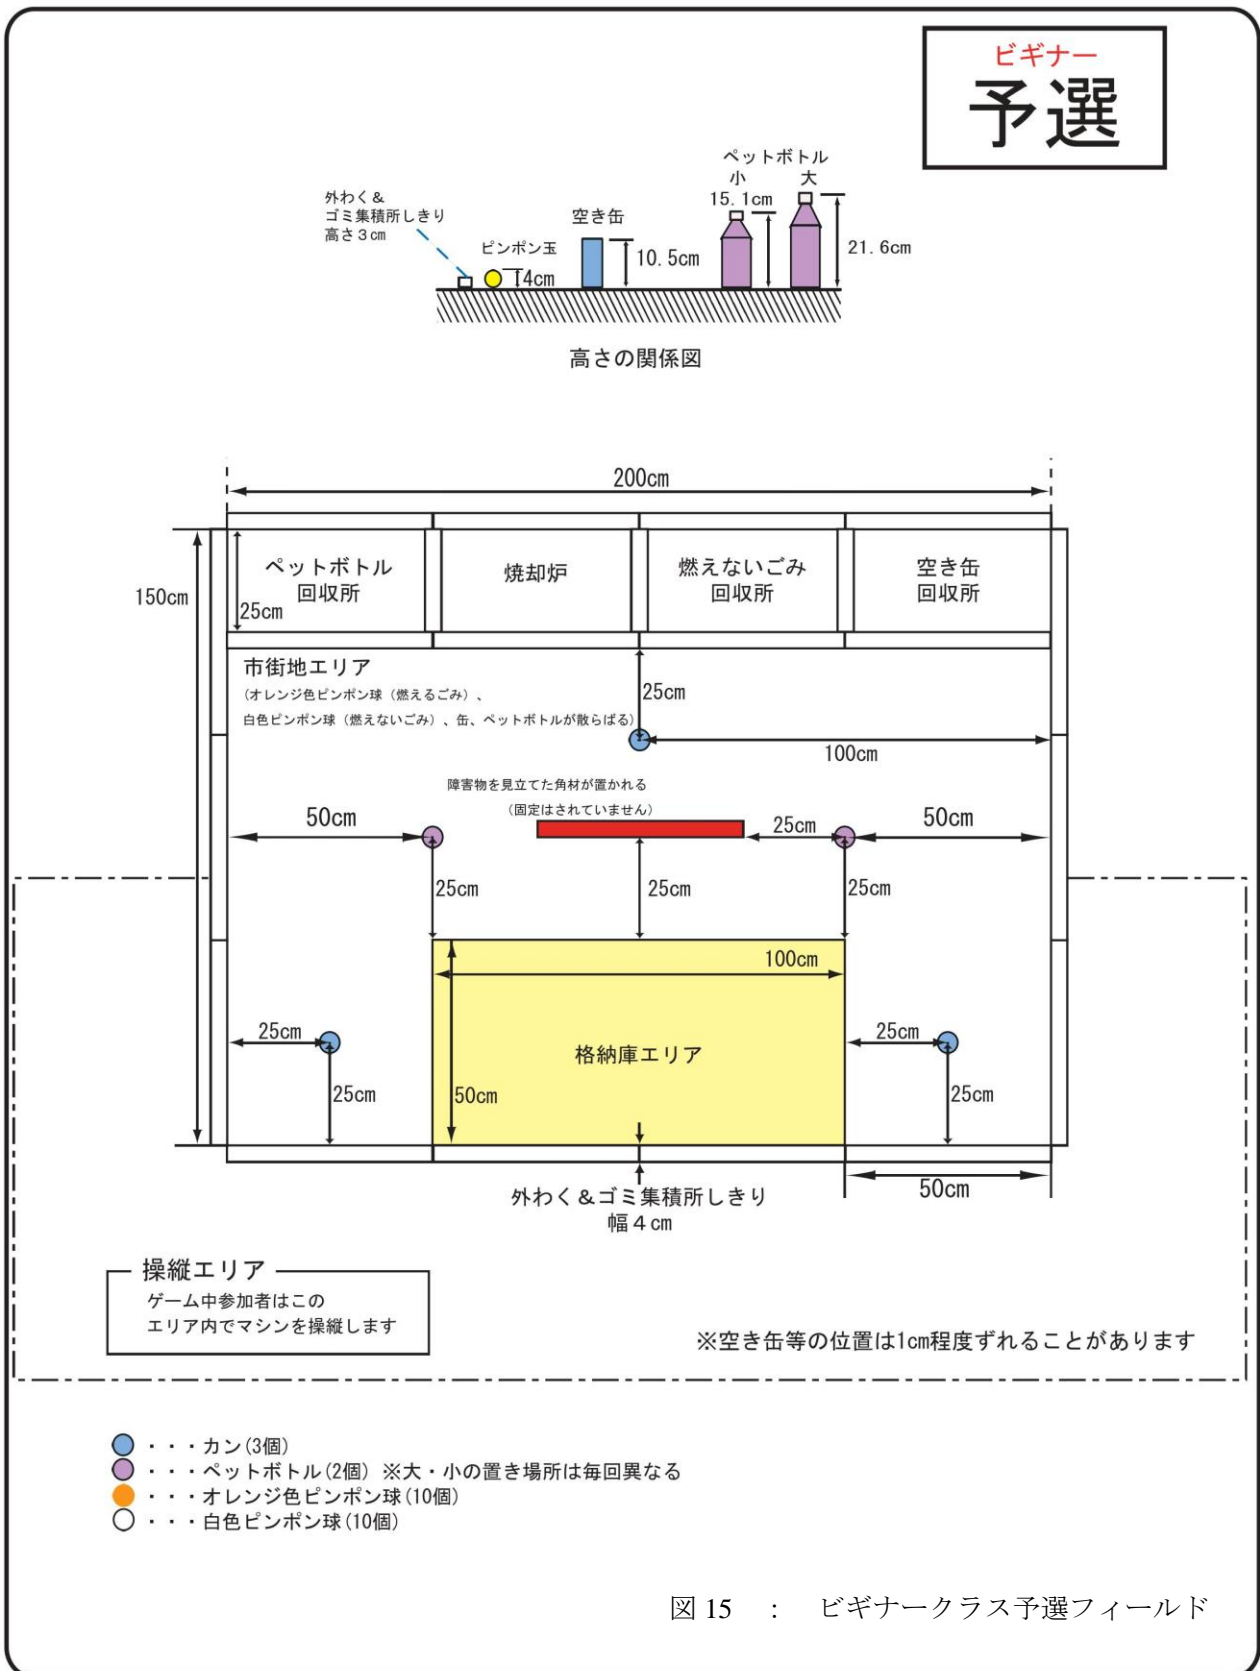 ビギナー
予選
ペットボトル
小 大
15.1cm
21.6cm
外わく＆
ゴミ集積所しきり
高さ3cm
ピンポン玉
4cm
空き缶
10.5cm
高さの関係図
200cm
150cm
ペットボトル
回収所
25cm
焼却炉
燃えないごみ
回収所
空き缶
回収所
市街地エリア
(オレンジ色ピンポン球（燃えるごみ）、
白色ピンポン球（燃えないごみ）、缶、ペットボトルが散らばる)
25cm
100cm
障害物を見立てた角材が置かれる
(固定はされていません)
50cm
25cm
50cm
25cm
25cm
25cm
100cm
25cm
25cm
50cm
格納庫エリア
25cm
25cm
外わく＆ゴミ集積所しきり
幅4cm
50cm
操縦エリア
ゲーム中参加者はこの
エリア内でマシンを操縦します
※空き缶等の位置は1cm程度ずれることがあります
・・・カン(3個)
・・・ペットボトル(2個) ※大・小の置き場所は毎回異なる
・・・オレンジ色ピンポン球(10個)
・・・白色ピンポン球(10個)
図 15 : ビギナークラス予選フィールド